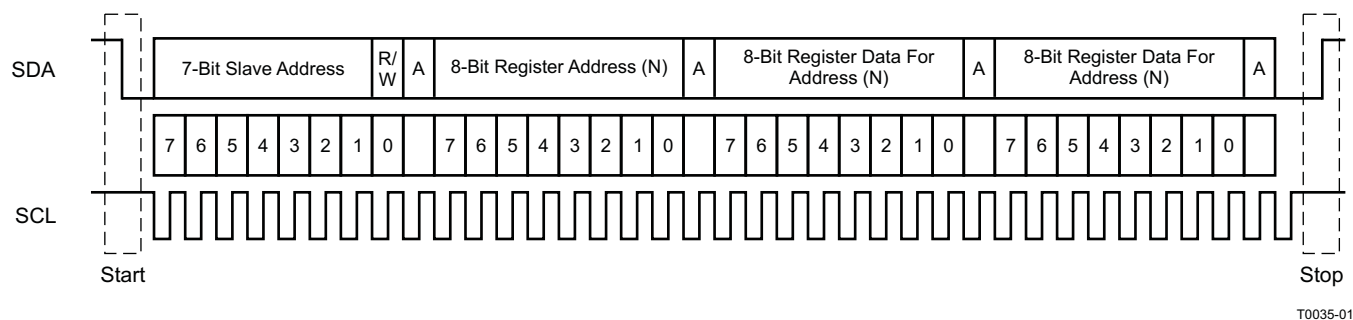 SDA
7-Bit Slave Address
R/
W
A
8-Bit Register Address (N)
A
8-Bit Register Data For
Address (N)
A
8-Bit Register Data For
Address (N)
A
7 6 5 4 3 2 1 0 7 6 5 4 3 2 1 0 7 6 5 4 3 2 1 0 7 6 5 4 3 2 1 0
SCL
Start
Stop
T0035-01